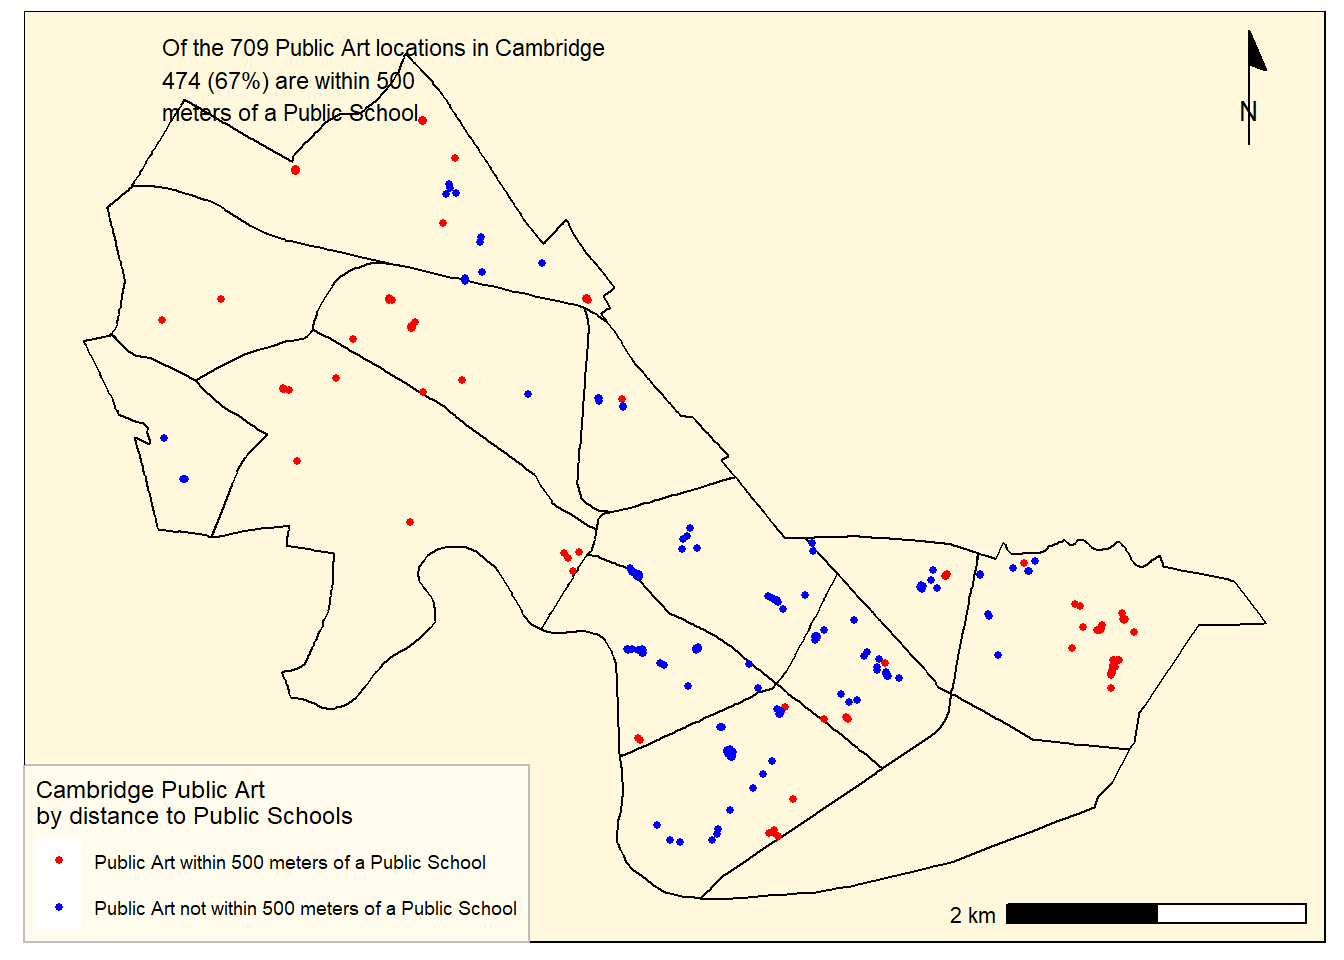 Of the 709 Public Art locations in Cambridge
474 (67%) are within 500
meters of a Public School
N
Cambridge Public Art
by distance to Public Schools
Public Art within 500 meters of a Public School
Public Art not within 500 meters of a Public School
2 km